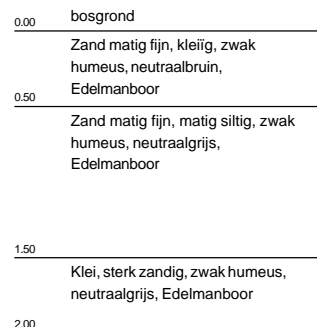 bosgrond
0.00
Zand matig fijn, kleiïg, zwak
humeus, neutraalbruin,
Edelmanboor
0.50
Zand matig fijn, matig siltig, zwak
humeus, neutraalgrijs,
Edelmanboor
1.50
Klei, sterk zandig, zwak humeus,
neutraalgrijs, Edelmanboor
2.00